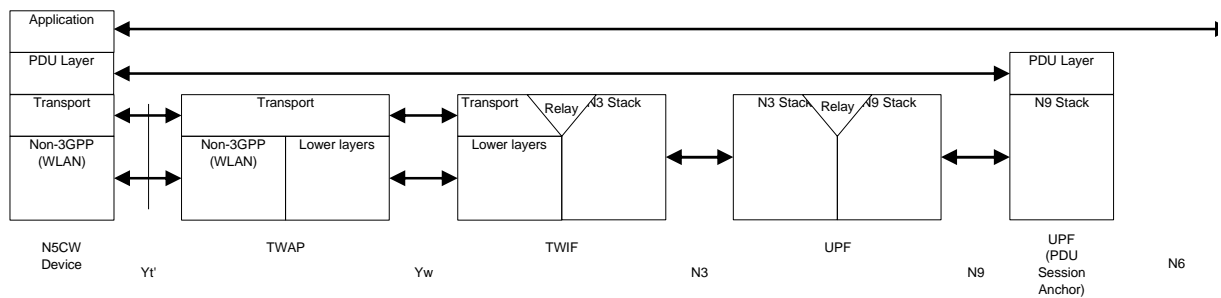 Application
PDU Layer
PDU Layer
Transport
Transport
Transport
Relay
N3 Stack
N3 Stack
Relay
N9 Stack
N9 Stack
Non-3GPP
(WLAN)
Non-3GPP
(WLAN)
Lower layers
Lower layers
N5CW
Device
TWAP
TWIF
UPF
UPF
(PDU
Session
Anchor)
Yt'
Yw
N3
N9
N6